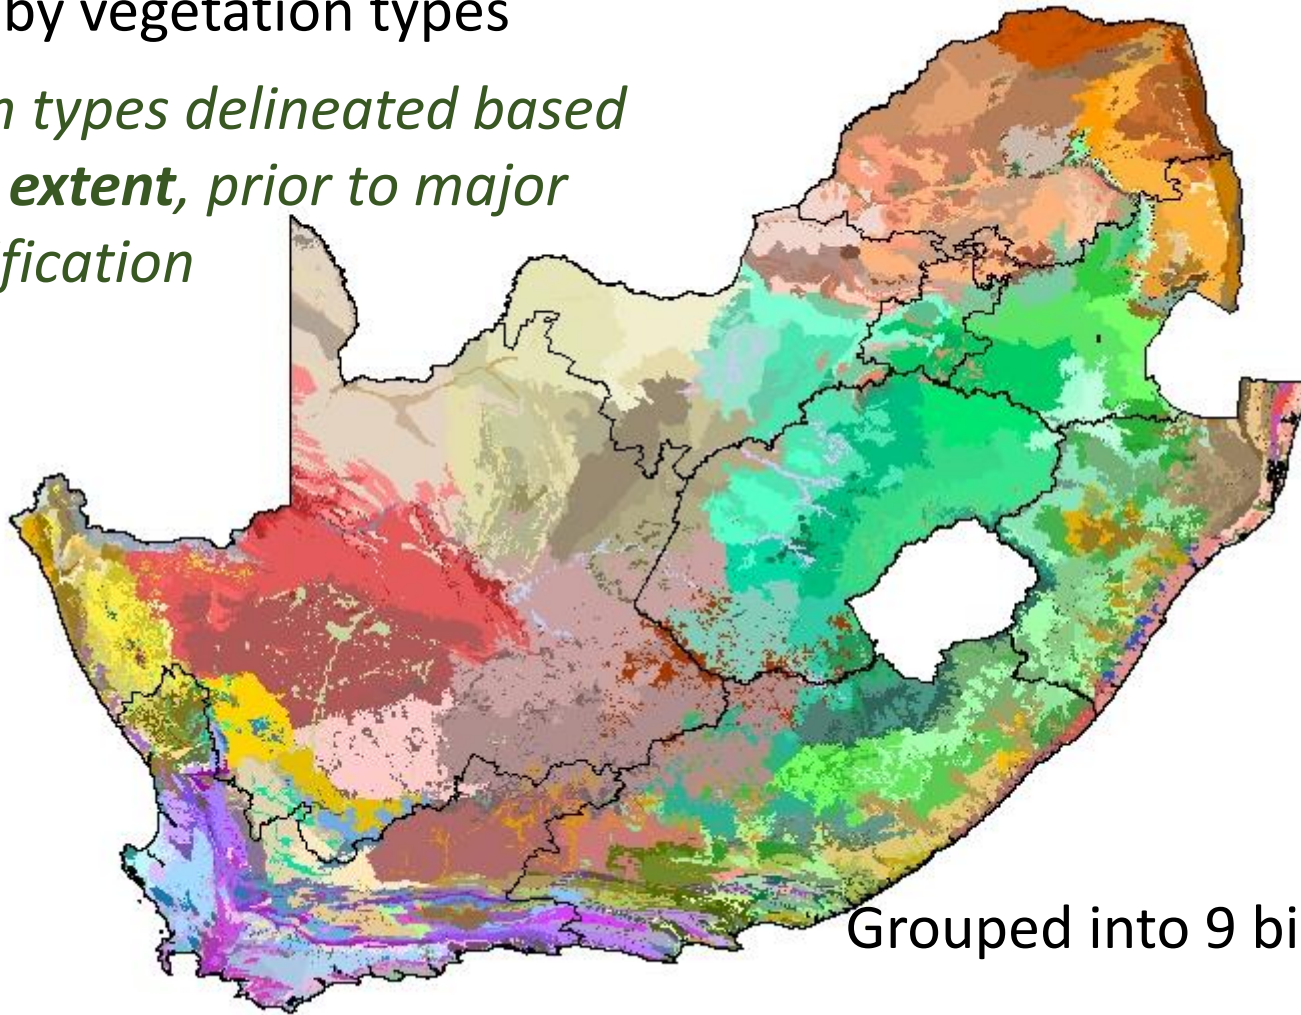 by vegetation types
n types delineated based
extent, prior to major
fication
Grouped into 9 bi